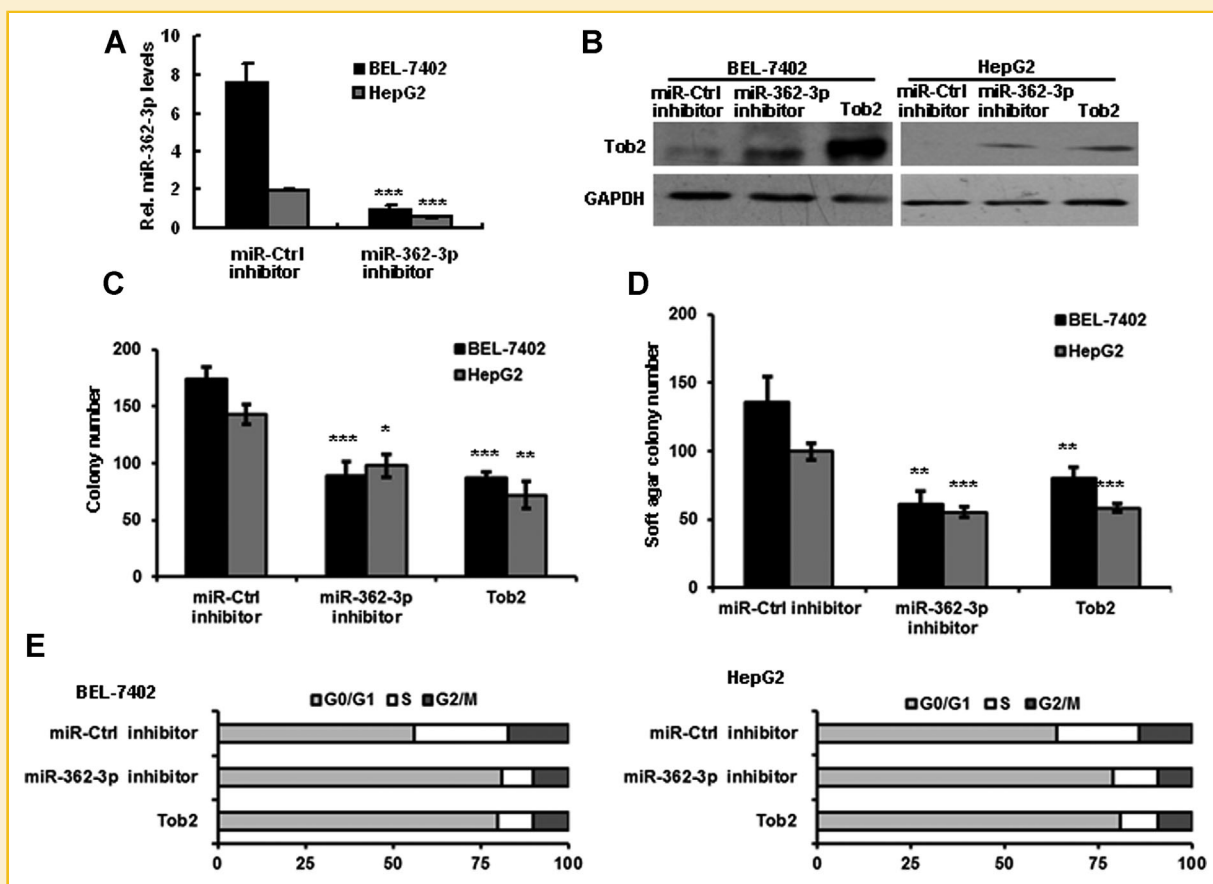 A
Rel. miR-362-3p levels
10
8
6
4
2
0
BEL-7402
HepG2
***
***
miR-Ctrl
inhibitor
miR-362-3p
inhibitor
B
BEL-7402
HepG2
miR-Ctrl
inhibitor
miR-362-3p
inhibitor
Tob2
miR-Ctrl
inhibitor
miR-362-3p
inhibitor
Tob2
Tob2
GAPDH
C
Colony number
200
150
100
50
0
BEL-7402
HepG2
***
*
***
**
miR-Ctrl
inhibitor
miR-362-3p inhibitor
Tob2
D
Soft agar colony number
200
150
100
50
0
BEL-7402
HepG2
**
***
**
***
miR-Ctrl inhibitor
miR-362-3p
inhibitor
Tob2
E
BEL-7402
G0/G1 S G2/M
miR-Ctrl inhibitor
miR-362-3p inhibitor
Tob2
0 25 50 75 100
HepG2
G0/G1 S G2/M
miR-Ctrl inhibitor
miR-362-3p inhibitor
Tob2
0 25 50 75 100